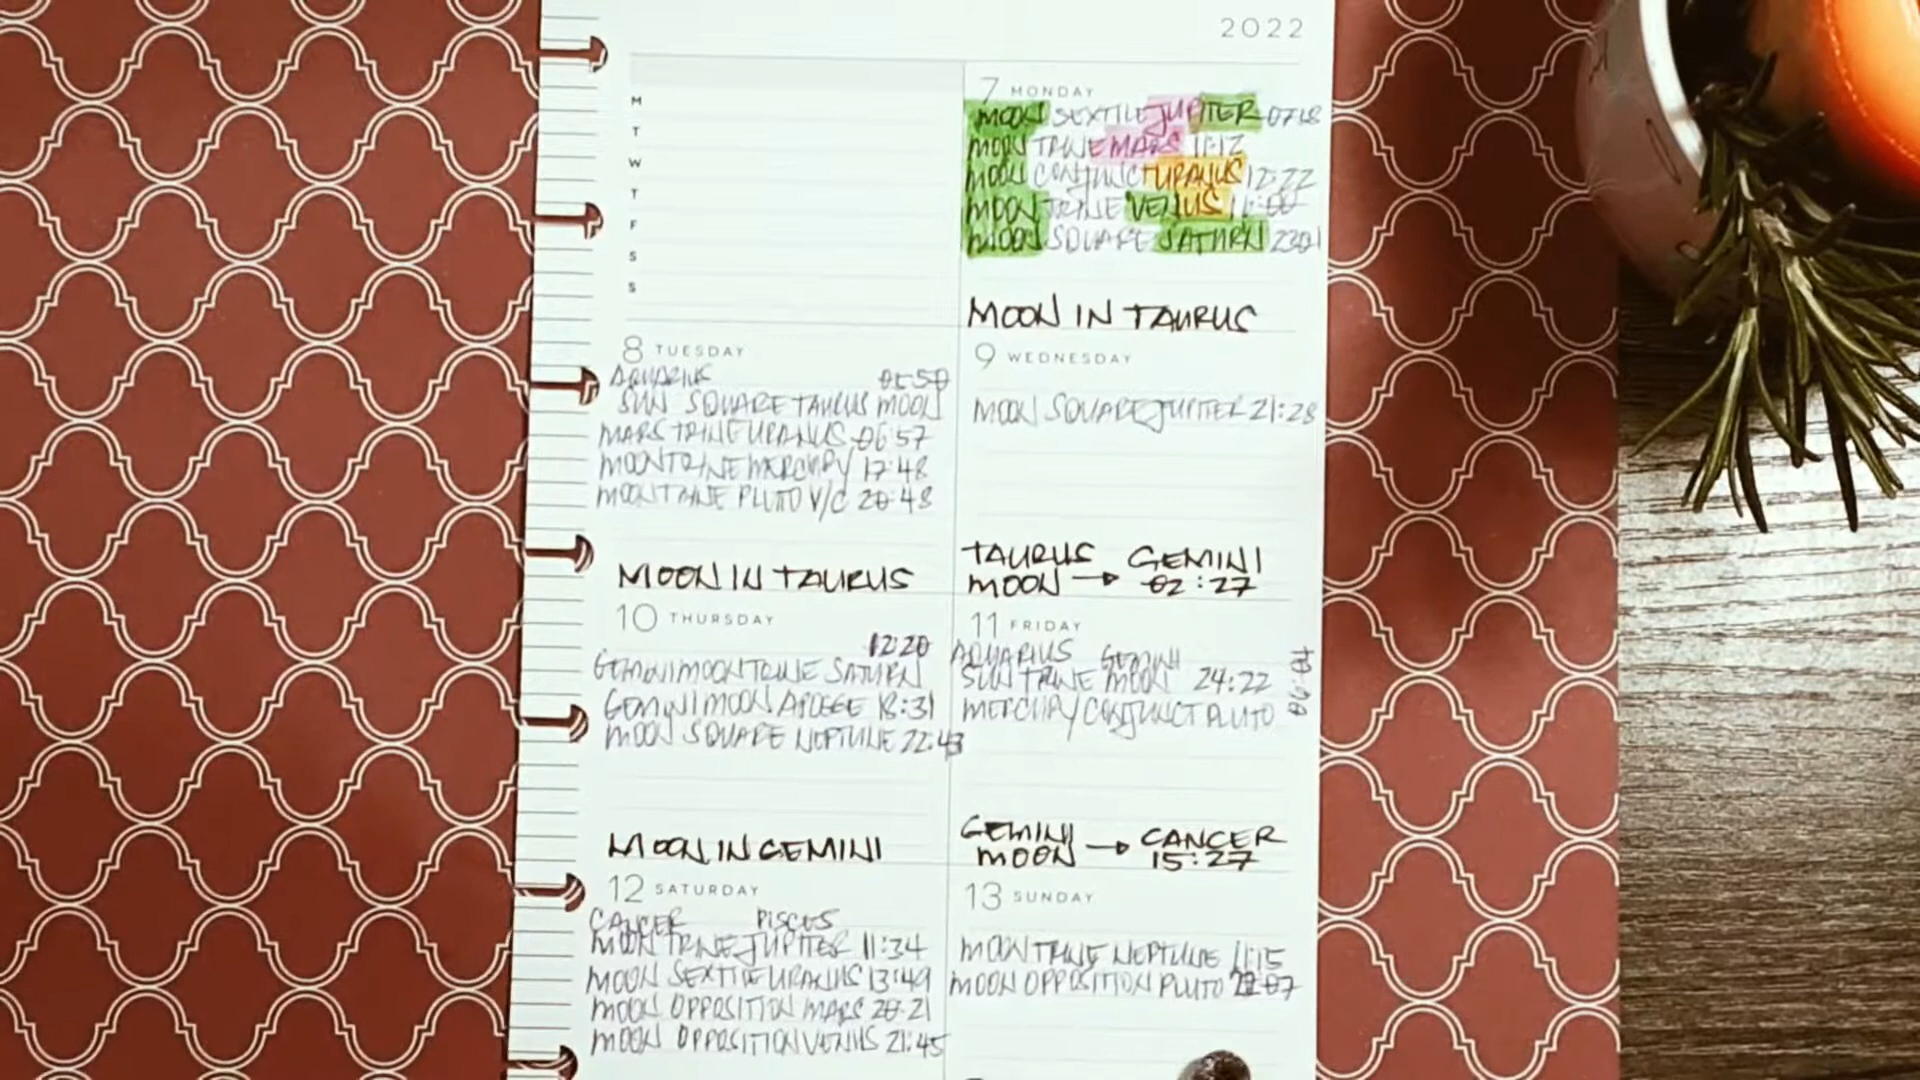 2022
M
T
W
T
F
S
S
7 MONDAY
MOON SEXTILE JUPITER 07:28
MOON TRINE MARS 11:12
MOON CONJUNCT URANUS 12:22
MOON TRINE VENUS
MOON SQUARE SATURN 23:01
MOON IN TAURUS
8 TUESDAY
AQUARIUS
SUN SQUARE TAURUS MOON
MARS TRINE URANUS 06:57
MOON TRINE MERCURY 17:48
MOON TRINE PLUTO V/C 20:48
MOON IN TAURUS
9 WEDNESDAY
MOON SQUARE JUPITER 21:28
TAURUS MOON → GEMINI
02:27
10 THURSDAY
12:20
GEMINI MOON TRINE SATURN
GEMINI MOON APOGEE 18:31
MOON SQUARE NEPTUNE 22:43
MOON IN GEMINI
11 FRIDAY
AQUARIUS GEMINI
SUN TRINE MOON 24:22
MERCURY CONJUNCT PLUTO
GEMINI MOON → CANCER
15:27
12 SATURDAY
CANCER PISCES
MOON TRINE JUPITER 11:34
MOON SEXTILE URANUS 13:49
MOON OPPOSITION MARS 20:21
MOON OPPOSITION VENUS 21:45
13 SUNDAY
MOON TRINE NEPTUNE 11:15
MOON OPPOSITION PLUTO